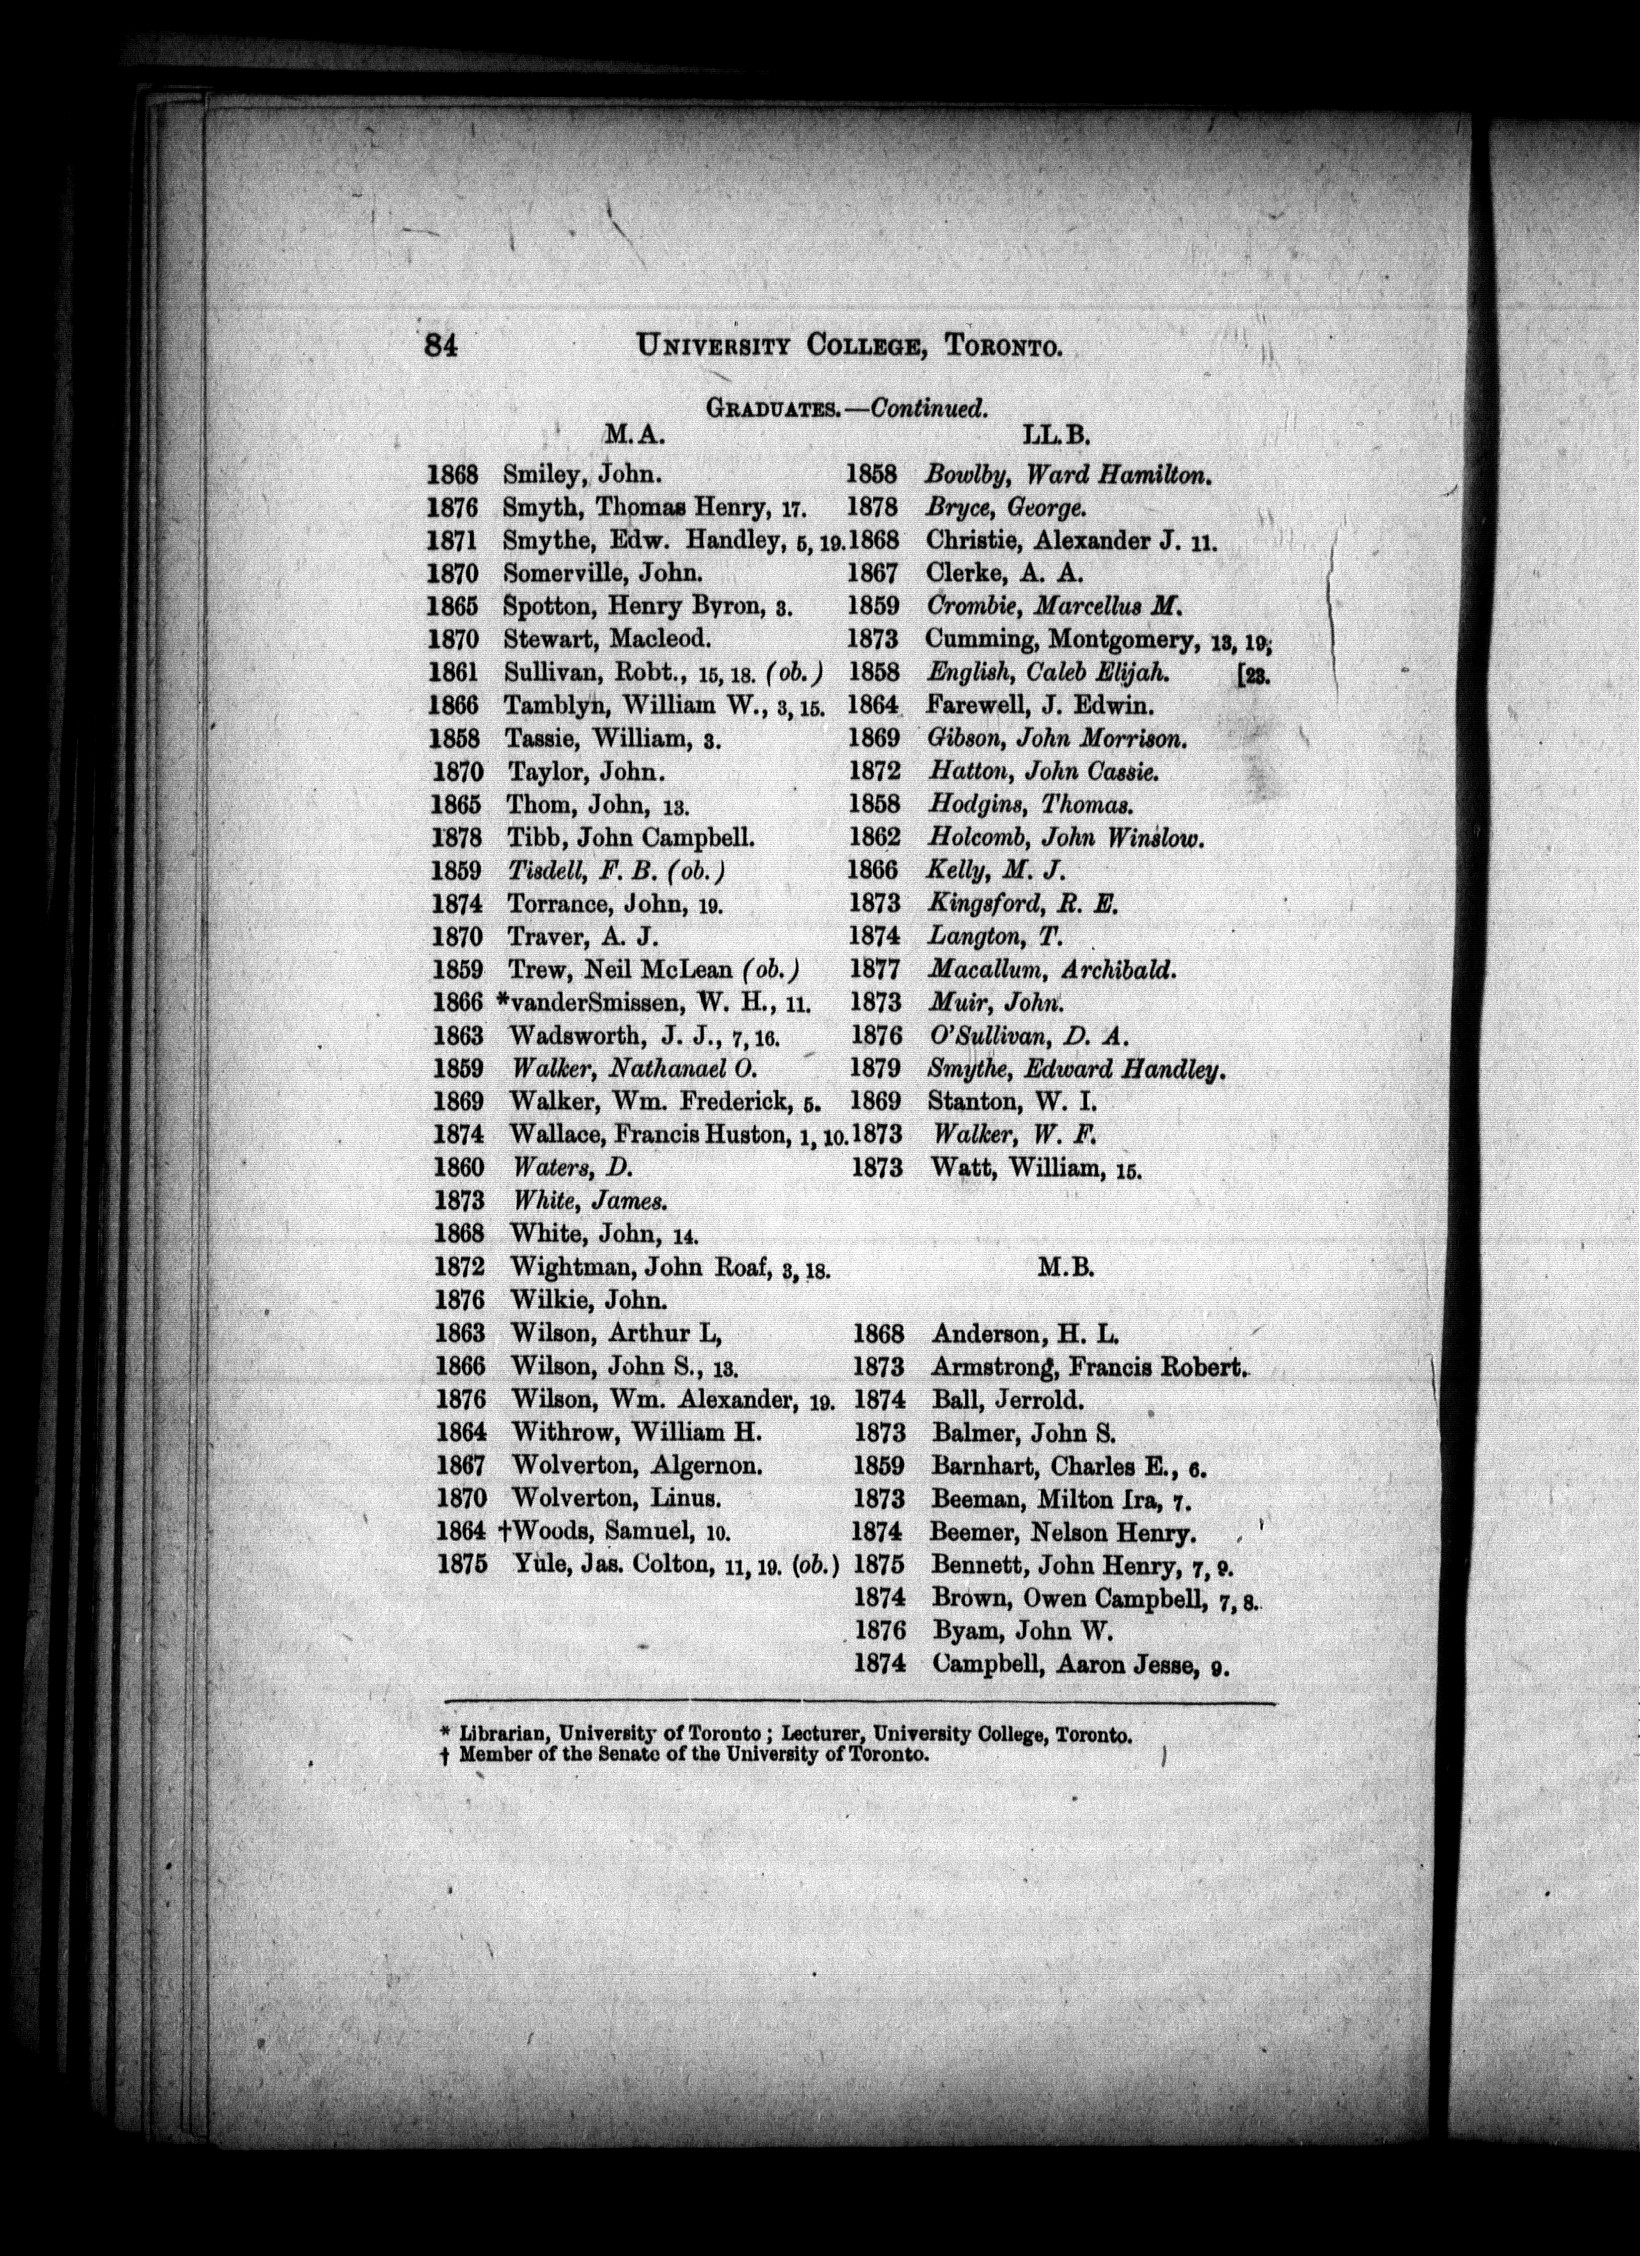 84 UNIVERSITY COLLEGE, TORONTO.
GRADUATES.—Continued.
M.A.
1868 Smiley, John.
1876 Smyth, Thomas Henry, 17.
1871 Smythe, Edw. Handley, 5, 19.
1870 Somerville, John.
1865 Spotton, Henry Byron, 3.
1870 Stewart, Macleod.
1861 Sullivan, Robt., 15, 18. (ob.)
1866 Tamblyn, William W., 3, 15.
1858 Tassie, William, 3.
1870 Taylor, John.
1865 Thom, John, 13.
1878 Tibb, John Campbell.
1859 Tisdell, F. B. (ob.)
1874 Torrance, John, 19.
1870 Traver, A. J.
1859 Trew, Neil McLean (ob.)
1866 *vanderSmissen, W. H., 11.
1863 Wadsworth, J. J., 7, 16.
1859 Walker, Nathanael O.
1869 Walker, Wm. Frederick, 5.
1874 Wallace, Francis Huston, 1, 10.
1860 Waters, D.
1873 White, James.
1868 White, John, 14.
1872 Wightman, John Roaf, 3, 18.
1876 Wilkie, John.
1863 Wilson, Arthur L,
1866 Wilson, John S., 13.
1876 Wilson, Wm. Alexander, 19.
1864 Withrow, William H.
1867 Wolverton, Algernon.
1870 Wolverton, Linus.
1864 †Woods, Samuel, 10.
1875 Yule, Jas. Colton, 11, 19. (ob.)
LL.B.
1858 Bowlby, Ward Hamilton.
1878 Bryce, George.
1868 Christie, Alexander J. 11.
1867 Clerke, A. A.
1859 Crombie, Marcellus M.
1873 Cumming, Montgomery, 13, 19;
1858 English, Caleb Elijah. [23.
1864 Farewell, J. Edwin.
1869 Gibson, John Morrison.
1872 Hatton, John Cassie.
1858 Hodgins, Thomas.
1862 Holcomb, John Winslow.
1866 Kelly, M. J.
1873 Kingsford, R. E.
1874 Langton, T.
1877 Macallum, Archibald.
1873 Muir, John.
1876 O'Sullivan, D. A.
1879 Smythe, Edward Handley.
1869 Stanton, W. I.
1873 Walker, W. F.
1873 Watt, William, 15.
M.B.
1868 Anderson, H. L.
1873 Armstrong, Francis Robert.
1874 Ball, Jerrold.
1873 Balmer, John S.
1859 Barnhart, Charles E., 6.
1873 Beeman, Milton Ira, 7.
1874 Beemer, Nelson Henry.
1875 Bennett, John Henry, 7, 9.
1874 Brown, Owen Campbell, 7, 8.
1876 Byam, John W.
1874 Campbell, Aaron Jesse, 9.
* Librarian, University of Toronto ; Lecturer, University College, Toronto.
† Member of the Senate of the University of Toronto.